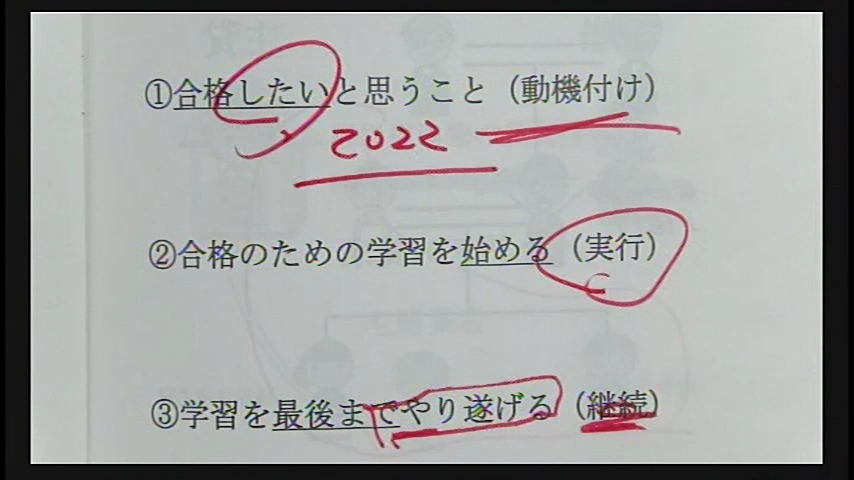 ①合格したいと思うこと（動機付け）
2022
②合格のための学習を始める（実行）
③学習を最後までやり遂げる（継続）